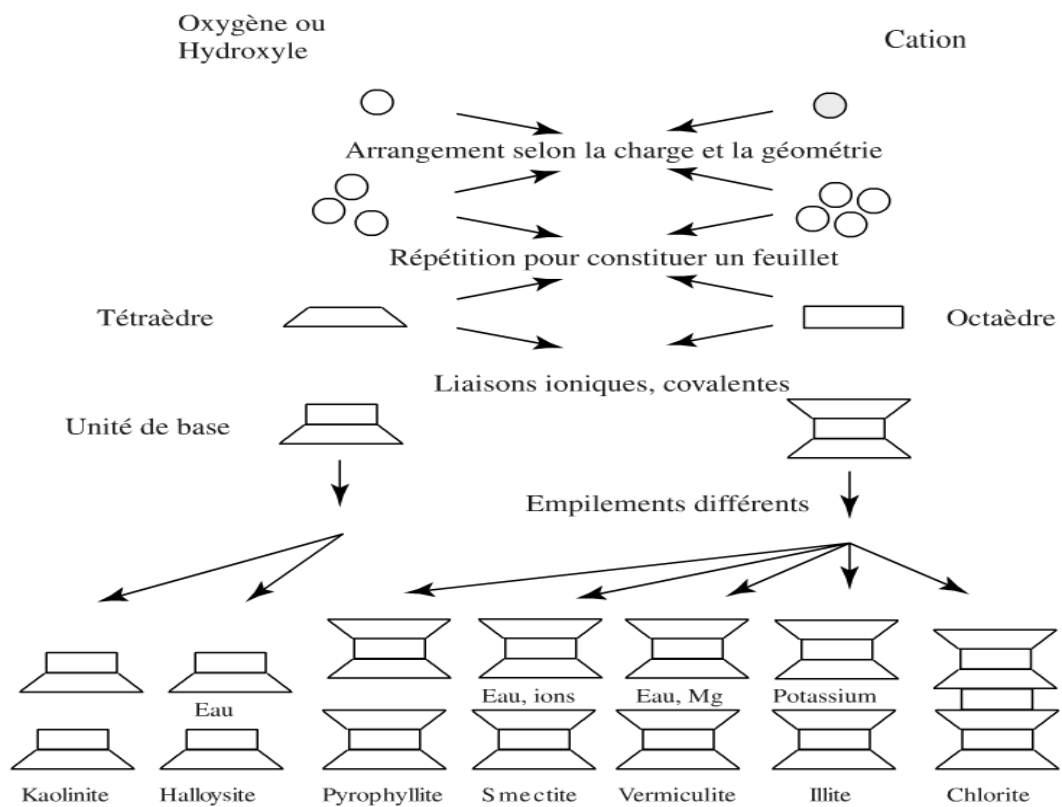 Oxygène ou
Hydroxyle
Cation
Arrangement selon la charge et la géométrie
Répétition pour constituer un feuillet
Tétraèdre
Octaèdre
Liaisons ioniques, covalentes
Unité de base
Empilements différents
Eau
Eau, ions
Eau, Mg
Potassium
Kaolinite
Halloysite
Pyrophyllite
Smectite
Vermiculite
Illite
Chlorite